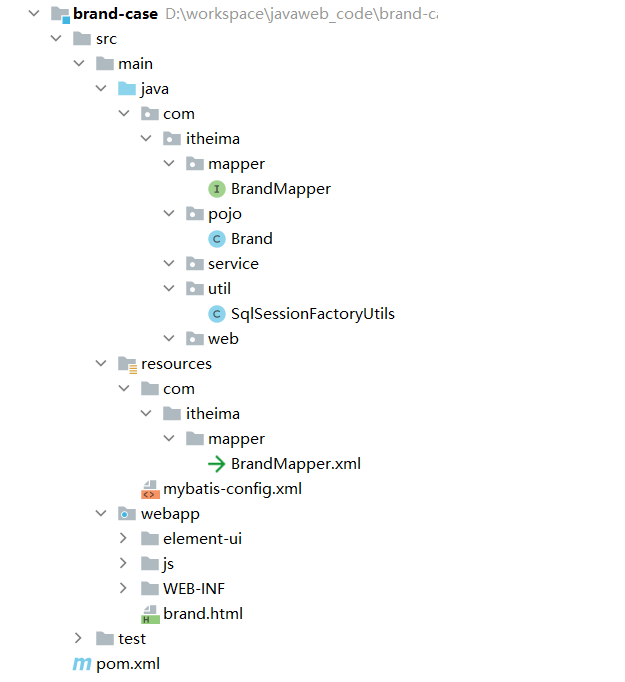 brand-case D:\workspace\javaweb_code\brand-ca
src
main
java
com
itheima
mapper
I BrandMapper
pojo
C Brand
service
util
C SqlSessionFactoryUtils
web
resources
com
itheima
mapper
BrandMapper.xml
mybatis-config.xml
webapp
element-ui
js
WEB-INF
H brand.html
test
m pom.xml